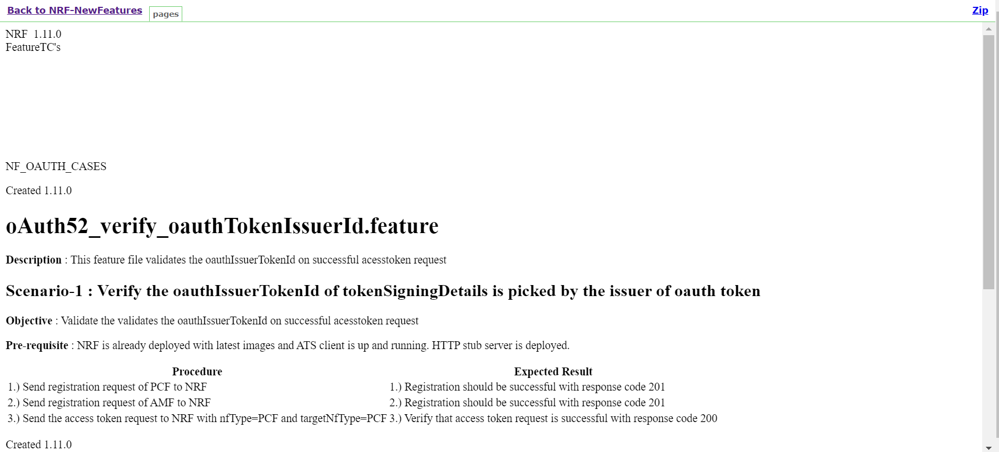 Back to NRF-NewFeatures pages Zip
NRF 1.11.0
FeatureTC's
NF_OAUTH_CASES
Created 1.11.0
oAuth52_verify_oauthTokenIssuerId.feature
Description : This feature file validates the oauthIssuerTokenId on successful acesstoken request
Scenario-1 : Verify the oauthIssuerTokenId of tokenSigningDetails is picked by the issuer of oauth token
Objective : Validate the validates the oauthIssuerTokenId on successful acesstoken request
Pre-requisite : NRF is already deployed with latest images and ATS client is up and running. HTTP stub server is deployed.
Procedure Expected Result
1.) Send registration request of PCF to NRF 1.) Registration should be successful with response code 201
2.) Send registration request of AMF to NRF 2.) Registration should be successful with response code 201
3.) Send the access token request to NRF with nfType=PCF and targetNfType=PCF 3.) Verify that access token request is successful with response code 200
Created 1.11.0